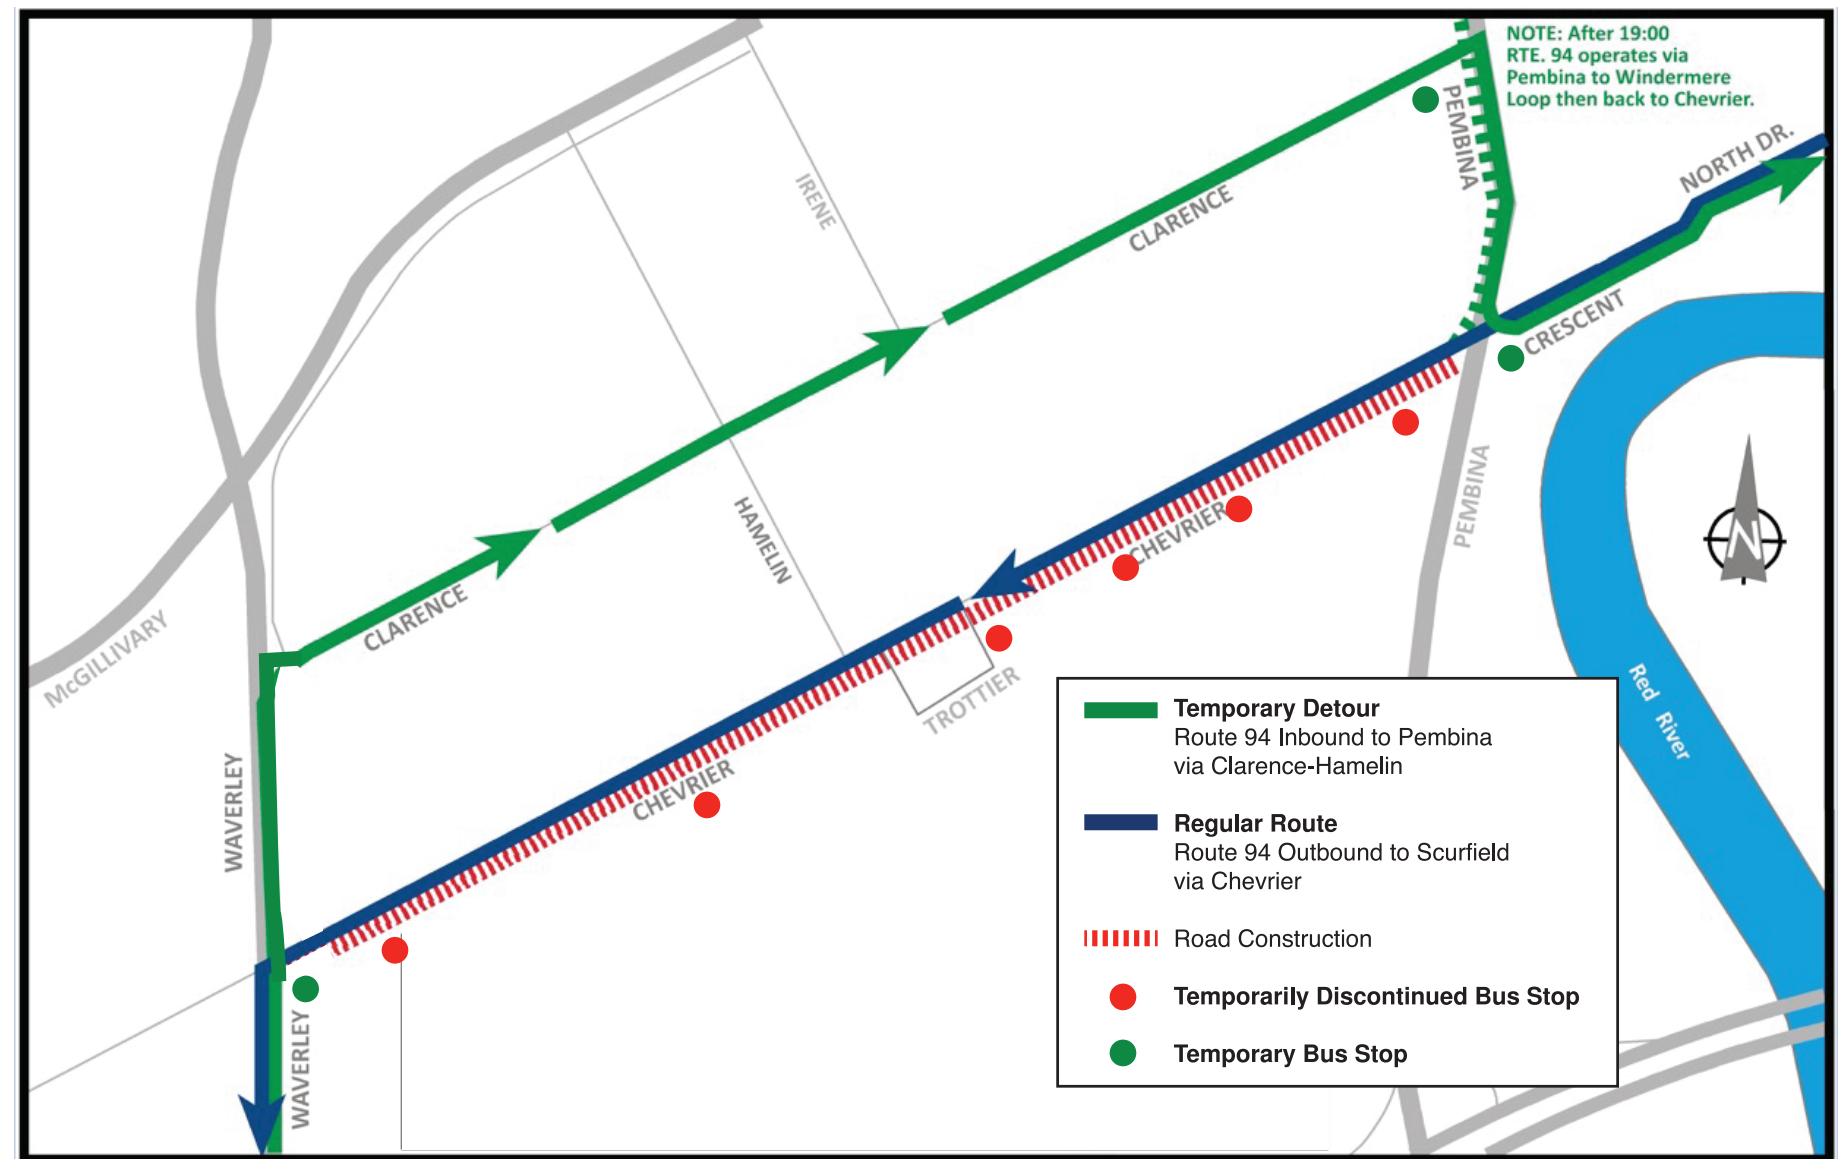 NOTE: After 19:00
RTE. 94 operates via
Pembina to Windermere
Loop then back to Chevrier.
PEMBINA
NORTH DR.
IRENE
CLARENCE
CRESCENT
HAMELIN
PEMBINA
CHEVRIER
N
CLARENCE
McGILLIVARY
TROTTIER
Red River
WAVERLEY
CHEVRIER
WAVERLEY
Temporary Detour
Route 94 Inbound to Pembina
via Clarence-Hamelin
Regular Route
Route 94 Outbound to Scurfield
via Chevrier
Road Construction
Temporarily Discontinued Bus Stop
Temporary Bus Stop